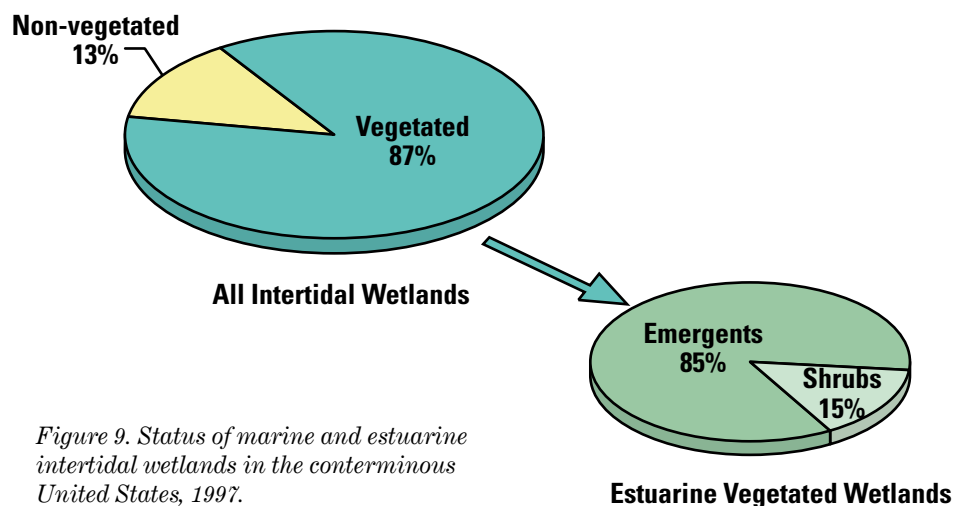 Non-vegetated
13%
Vegetated
87%
All Intertidal Wetlands
Emergents
85%
Shrubs
15%
Figure 9. Status of marine and estuarine
intertidal wetlands in the conterminous
United States, 1997.
Estuarine Vegetated Wetlands